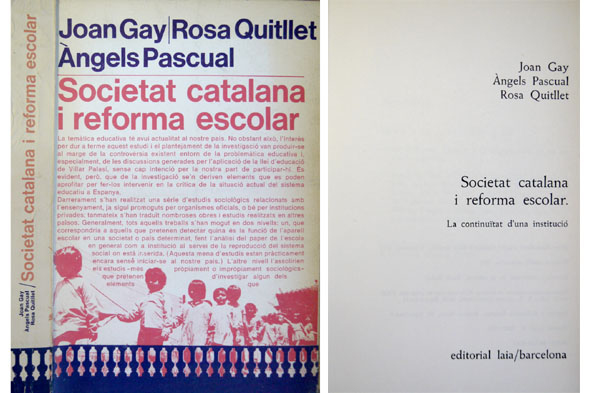 Joan Gay
Àngels Pascual
Rosa Quitllet
/Societat catalana i reforma escolar
Joan Gay|Rosa Quitllet
Àngels Pascual
Societat catalana
i reforma escolar
La temàtica educativa té avui actualitat al nostre país. No obstant això, l'interès
per dur a terme aquest estudi i el plantejament de la investigació van produir-se
al marge de la controvèrsia existent entorn de la problemàtica educativa i,
especialment, de les discussions generades per l'aplicació de la llei d'educació
de Villar Palasí, sense cap intenció per la nostra part de participar-hi. És
evident, però, que de la investigació se'n deriven elements que es poden
aprofitar per fer-los intervenir en la crítica de la situació actual del sistema
educatiu a Espanya.
Darrerament s'han realitzat una sèrie d'estudis sociològics relacionats amb
l'ensenyament, ja sigui promoguts per organismes oficials, o bé per institucions
privades; tanmateix s'han traduït nombroses obres i estudis realitzats en altres
països. Generalment, tots aquells treballs s'han mogut en dos nivells: un, que
correspondria a aquells que pretenen detectar quina és la funció de l'aparell
escolar en una societat o país determinat, fent l'anàlisi del paper de l'escola
en general com a institució al servei de la reproducció del sistema
social on està inserida. (Aquesta mena d'estudis estan pràcticament
encara sense iniciar-se al nostre país.) L'altre nivell l'escolliren
els estudis -més pròpiament o impròpiament sociològics-
que pretenen d'investigar algun dels
elements que
Joan Gay
Àngels Pascual
Rosa Quitllet
Societat catalana
i reforma escolar.
La continuïtat d'una institució
editorial laia/barcelona